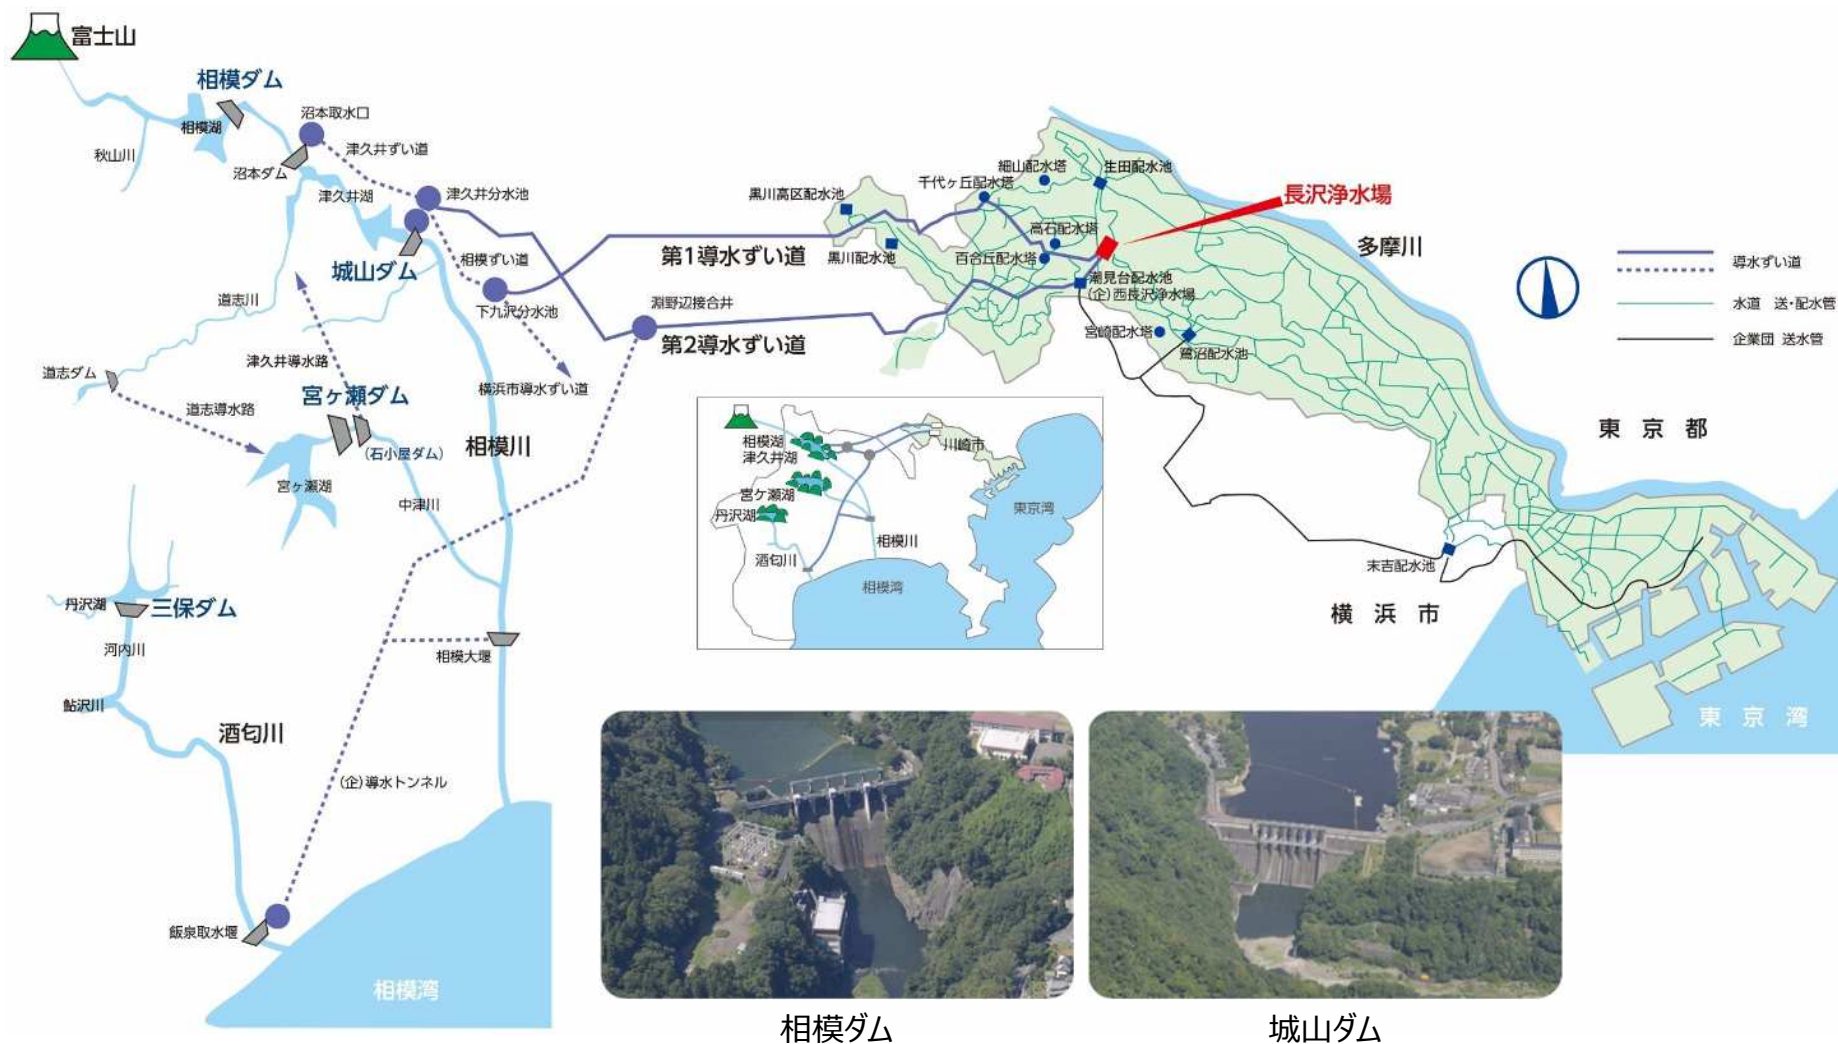 富士山
相模ダム
相模湖
秋山川
沼本取水口
津久井ずい道
沼本ダム
津久井湖
津久井分水池
城山ダム
相模ずい道
下九沢分水池
道志川
津久井導水路
道志ダム
道志導水路
宮ヶ瀬ダム
(石小屋ダム)
宮ヶ瀬湖
中津川
相模川
横浜市導水ずい道
淵野辺接合井
第1導水ずい道
第2導水ずい道
黒川高区配水池
黒川配水池
千代ヶ丘配水塔
細山配水塔
生田配水池
高石配水塔
百合丘配水塔
潮見台配水池
(企)西長沢浄水場
宮崎配水塔
鷺沼配水池
長沢浄水場
多摩川
導水ずい道
水道 送・配水管
企業団 送水管
東京都
横浜市
末吉配水池
東京湾
丹沢湖
三保ダム
河内川
鮎沢川
酒匂川
相模大堰
(企)導水トンネル
飯泉取水堰
相模湾
相模湖
津久井湖
宮ケ瀬湖
丹沢湖
酒匂川
相模川
相模湾
川崎市
東京湾
相模ダム
城山ダム